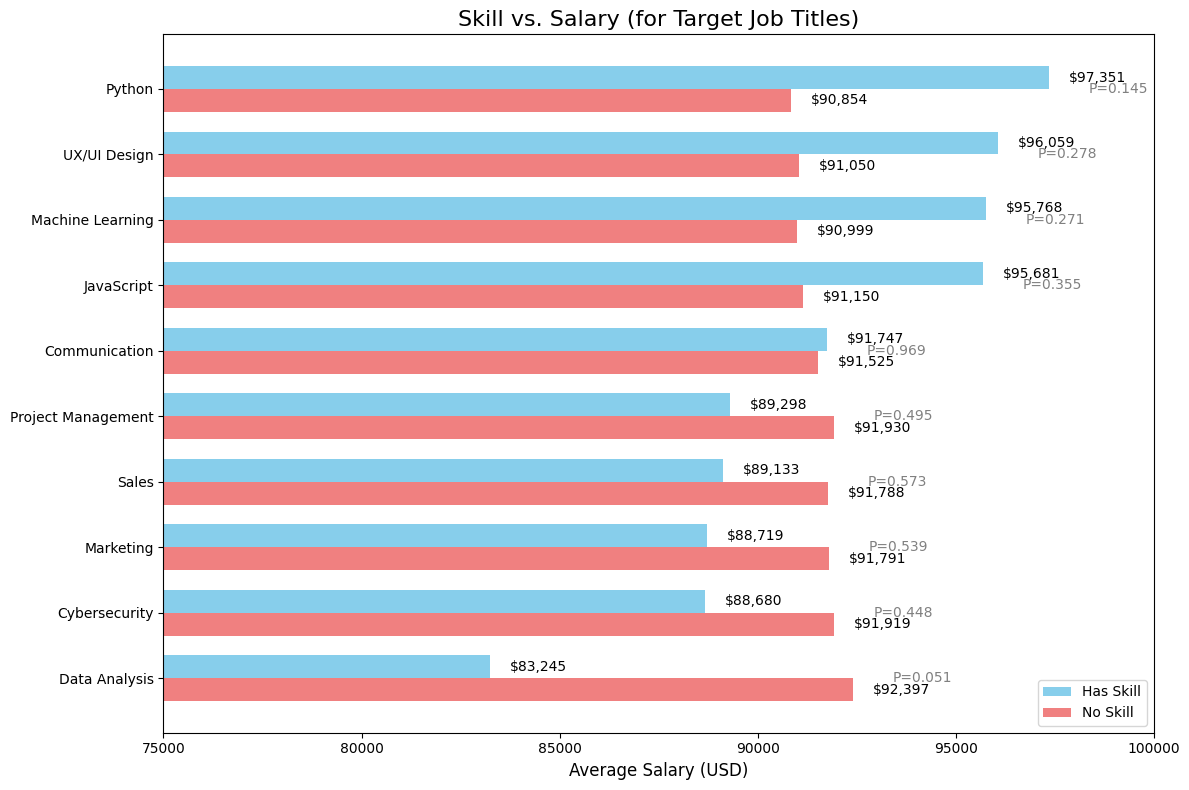 Skill vs. Salary (for Target Job Titles)
Python
$97,351
P=0.145
$90,854
UX/UI Design
$96,059
P=0.278
$91,050
Machine Learning
$95,768
P=0.271
$90,999
JavaScript
$95,681
P=0.355
$91,150
Communication
$91,747
P=0.969
$91,525
Project Management
$89,298
P=0.495
$91,930
Sales
$89,133
P=0.573
$91,788
Marketing
$88,719
P=0.539
$91,791
Cybersecurity
$88,680
P=0.448
$91,919
Data Analysis
$83,245
P=0.051
$92,397
Has Skill
No Skill
75000 80000 85000 90000 95000 100000
Average Salary (USD)